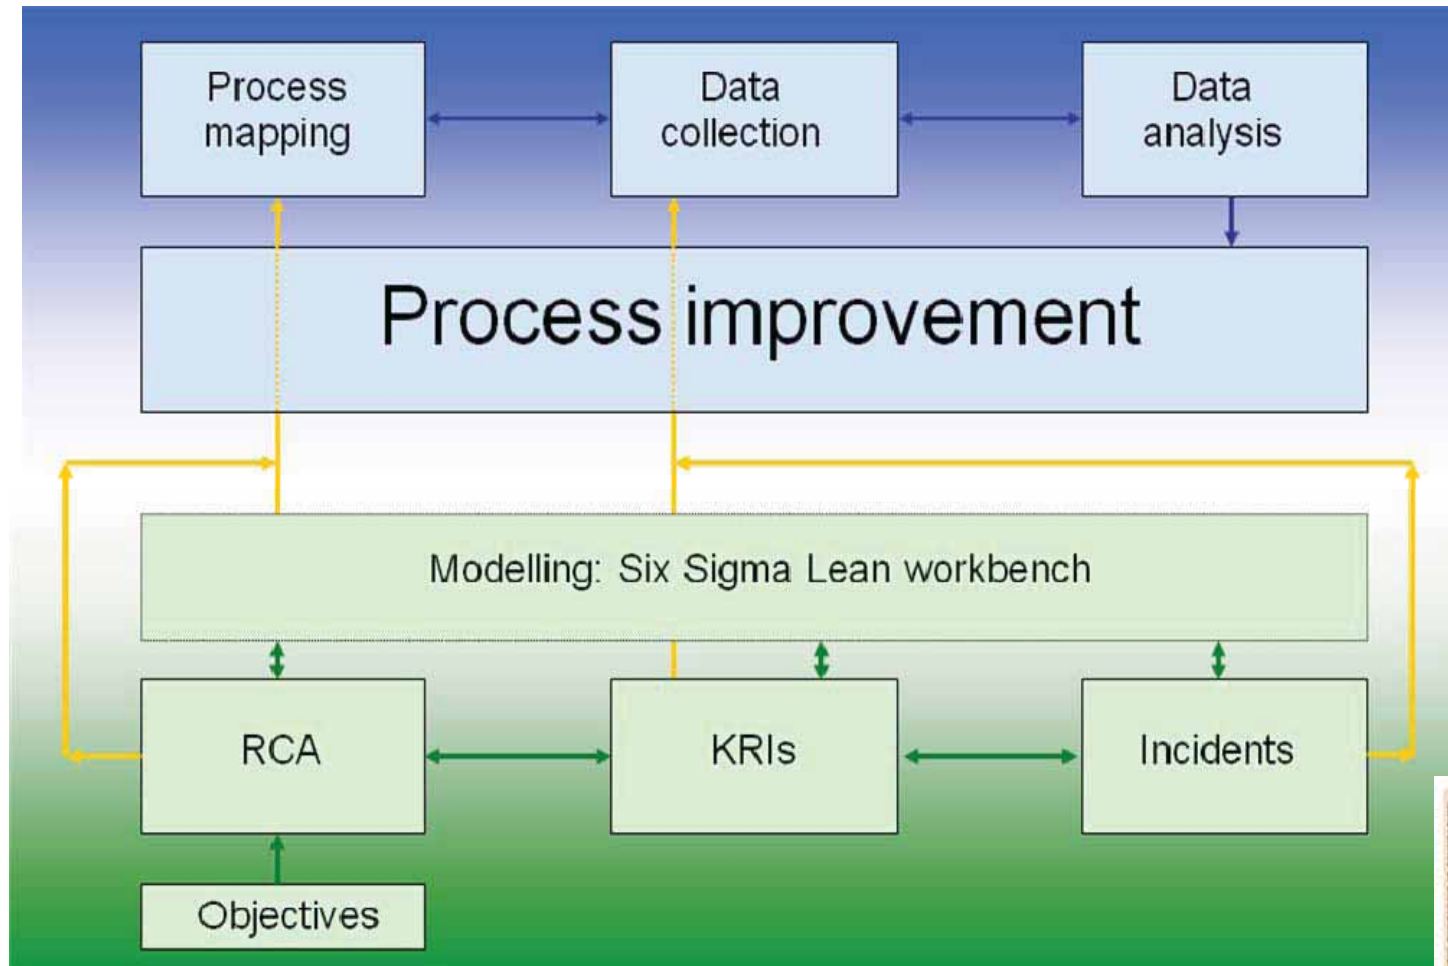 Process
mapping
Data
collection
Data
analysis
Process improvement
Modelling: Six Sigma Lean workbench
RCA
KRIs
Incidents
Objectives